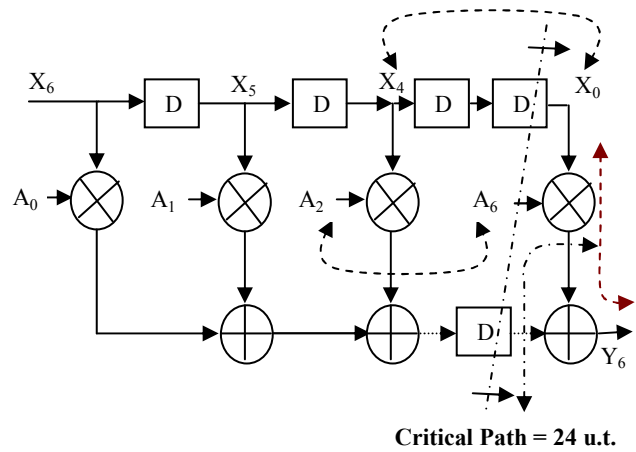 X6 X5 X4 X0
D D D D
A0 A1 A2 A6
D
Y6
Critical Path = 24 u.t.